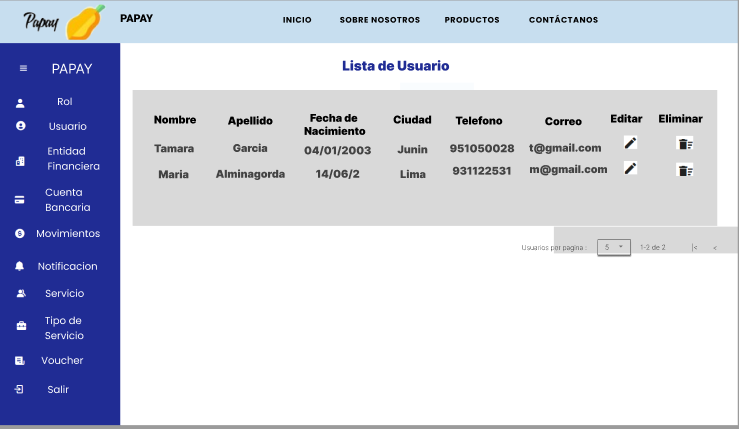 Papay
PAPAY
INICIO
SOBRE NOSOTROS
PRODUCTOS
CONTÁCTANOS
PAPAY
Rol
Usuario
Entidad
Financiera
Cuenta
Bancaria
Movimientos
Notificacion
Servicio
Tipo de
Servicio
Voucher
Salir
Lista de Usuario
Nombre Apellido Fecha de Nacimiento Ciudad Telefono Correo Editar Eliminar
Tamara Garcia 04/01/2003 Junin 951050028 t@gmail.com
Maria Alminagorda 14/06/2 Lima 931122531 m@gmail.com
Usuarios por pagina : 5 1-2 de 2 |< <